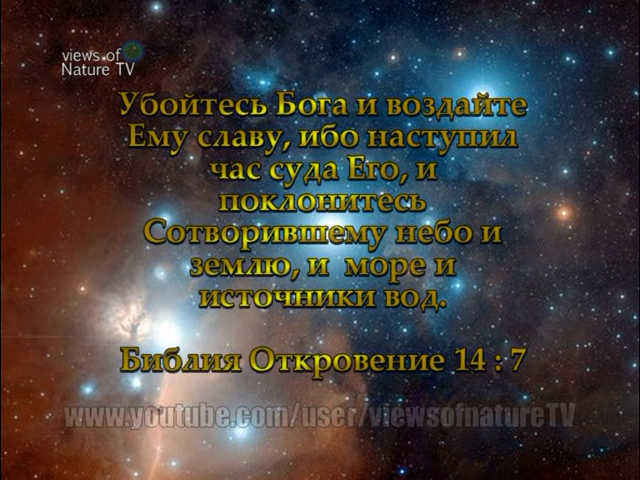 views of
Nature TV
Убойтесь Бога и воздайте
Ему славу, ибо наступил
час суда Его, и
поклонитесь
Сотворившему небо и
землю, и море и
источники вод.
Библия Откровение 14 : 7
www.youtube.com/user/viewsofnatureTV